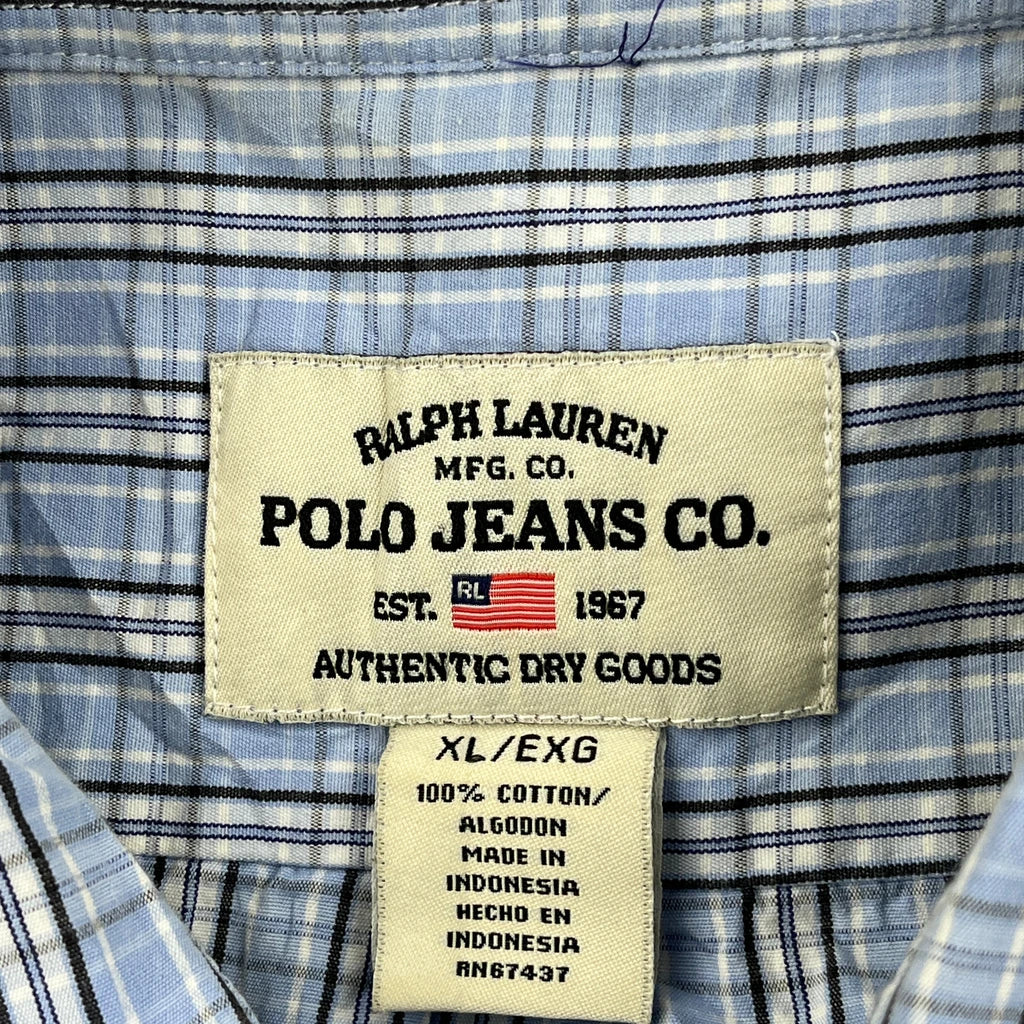 RALPH LAUREN
MFG. CO.
POLO JEANS CO.
EST. RL 1967
AUTHENTIC DRY GOODS
XL/EXG
100% COTTON/
ALGODON
MADE IN
INDONESIA
HECHO EN
INDONESIA
RN67437